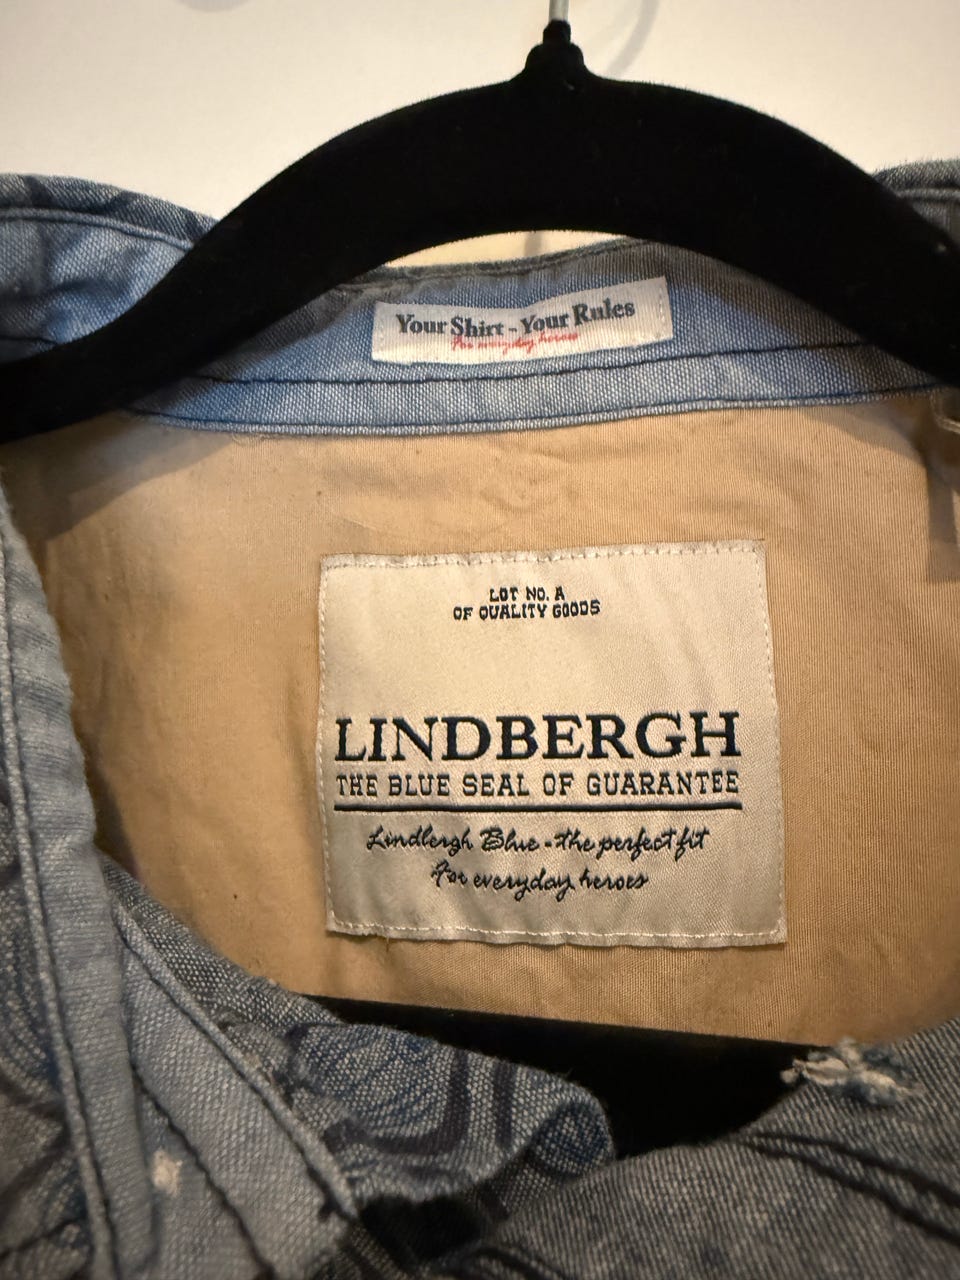 Your Shirt - Your Rules
For everyday heroes
LOT NO. A
OF QUALITY GOODS
LINDBERGH
THE BLUE SEAL OF GUARANTEE
Lindbergh Blue - the perfect fit
For everyday heroes